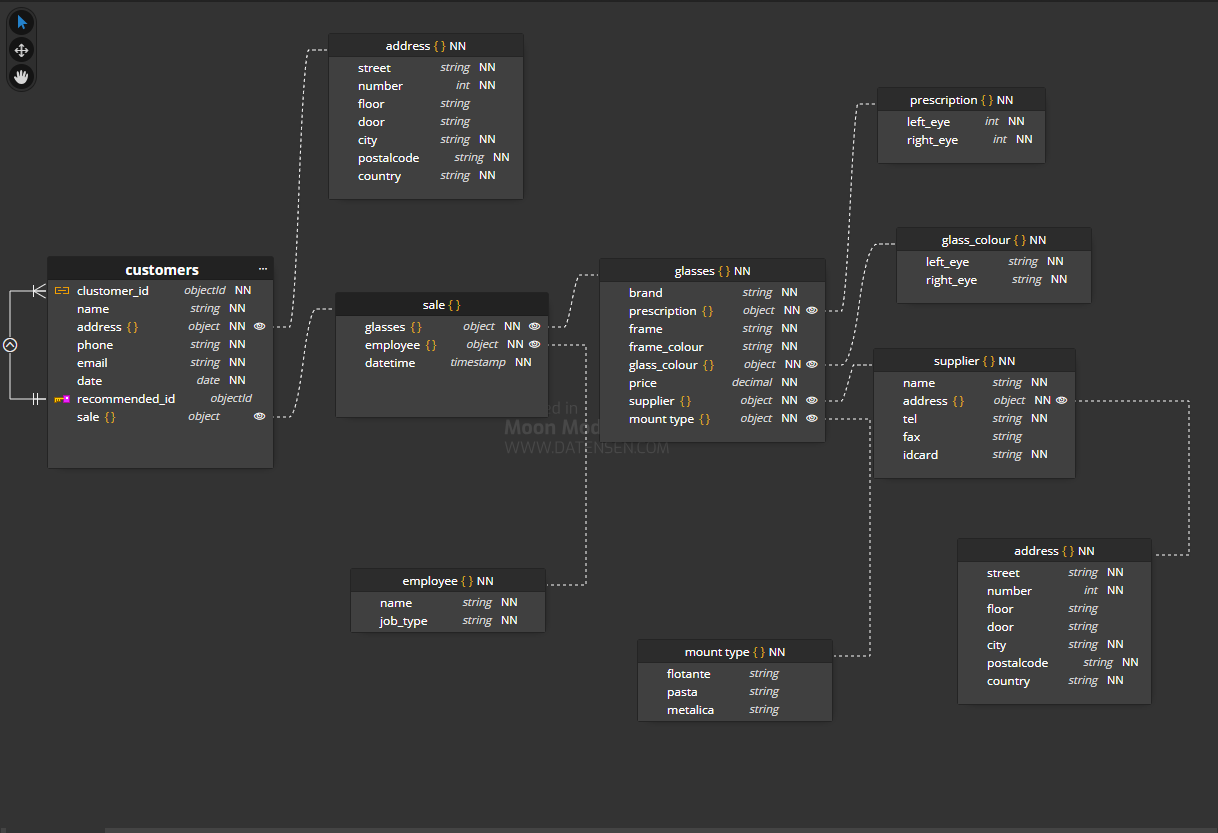 address { } NN
street string NN
number int NN
floor string
door string
city string NN
postalcode string NN
country string NN
prescription { } NN
left_eye int NN
right_eye int NN
glass_colour { } NN
left_eye string NN
right_eye string NN
customers ...
clustomer_id objectId NN
name string NN
address { } object NN
phone string NN
email string NN
date date NN
recommended_id objectId
sale { } object
sale { }
glasses { } object NN
employee { } object NN
datetime timestamp NN
glasses { } NN
brand string NN
prescription { } object NN
frame string NN
frame_colour string NN
glass_colour { } object NN
price decimal NN
supplier { } object NN
mount type { } object NN
supplier { } NN
name string NN
address { } object NN
tel string NN
fax string
idcard string NN
ed in
Moon Mod
WWW.DATENSEN.COM
employee { } NN
name string NN
job_type string NN
address { } NN
street string NN
number int NN
floor string
door string
city string NN
postalcode string NN
country string NN
mount type { } NN
flotante string
pasta string
metalica string